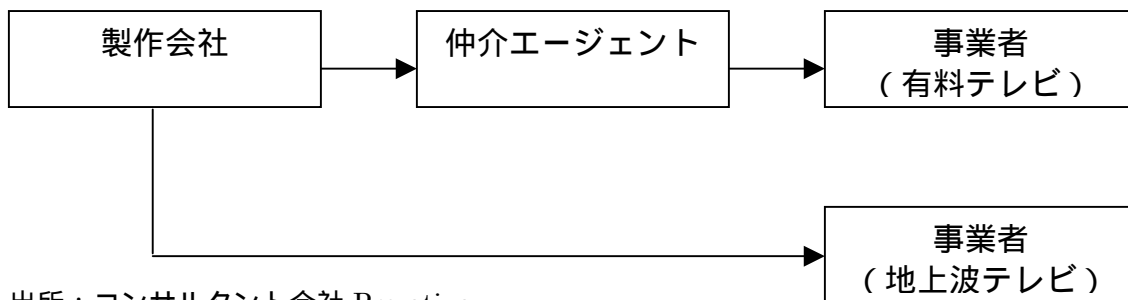 製作会社
仲介エージェント
事業者
(有料テレビ)
事業者
(地上波テレビ)
出所:コンサルタント会社